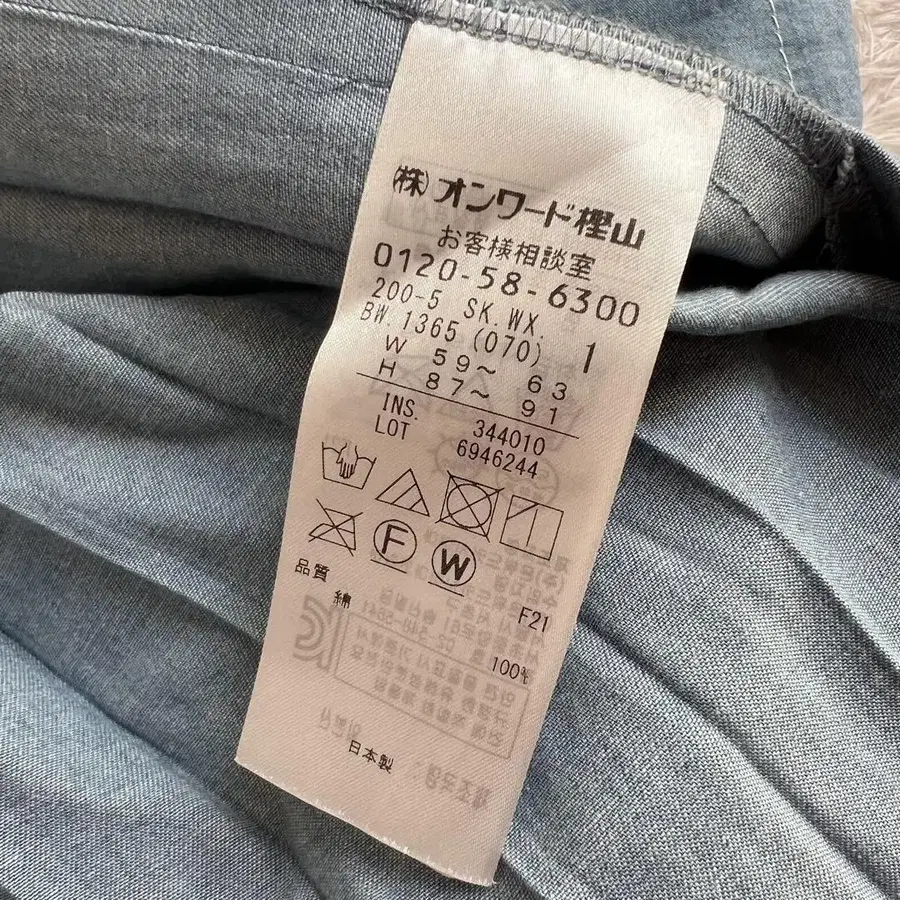 (株)オンワード樫山
お客様相談室
0120-58-6300
200-5 SK.WX.
BW.1365 (070) 1
W 59～ 63
H 87～ 91
INS. 344010
LOT 6946244
F W
品質 F21
綿 100%
日本製